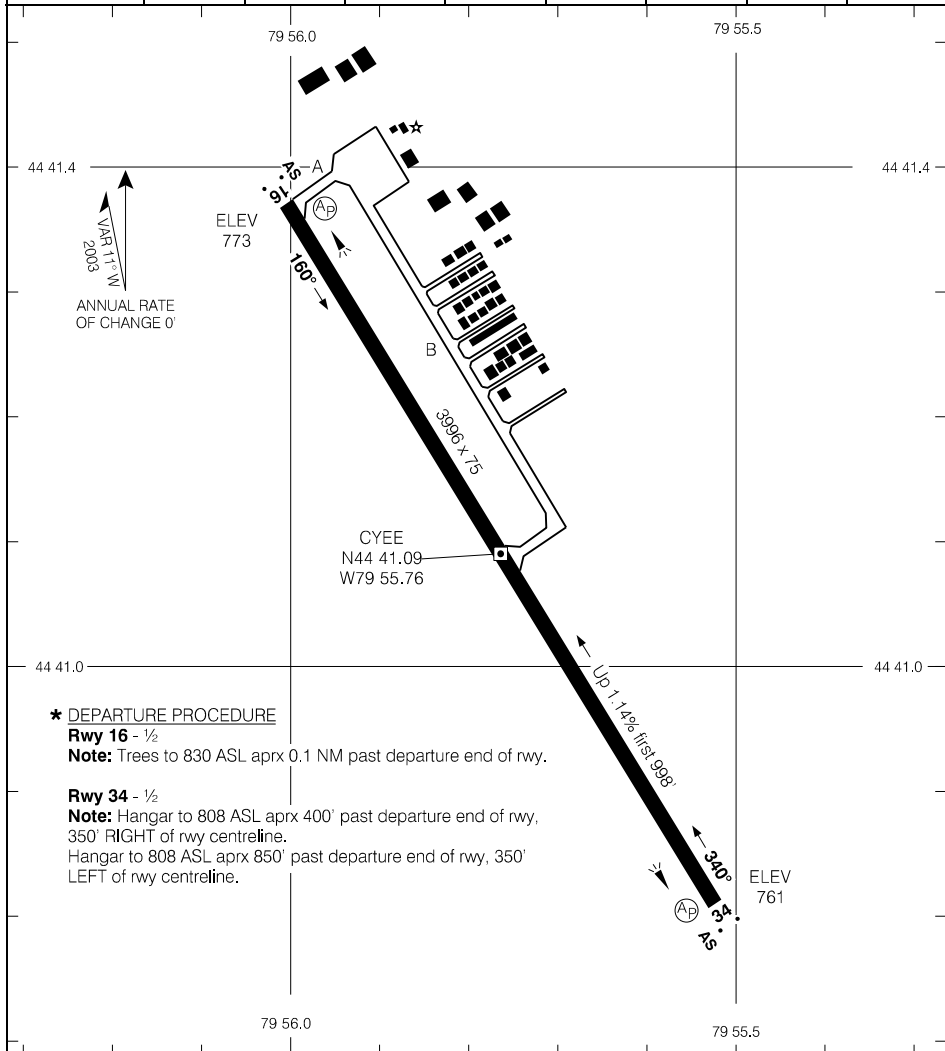 79 56.0
79 55.5
44 41.4
44 41.4
AS
16
A
AP
ELEV
773
VAR 11° W
2003
ANNUAL RATE
OF CHANGE 0'
160°
B
3996 x 75
CYEE
N44 41.09
W79 55.76
44 41.0
44 41.0
Up 1.14% first 998'
* DEPARTURE PROCEDURE
Rwy 16 - ½
Note: Trees to 830 ASL aprx 0.1 NM past departure end of rwy.
Rwy 34 - ½
Note: Hangar to 808 ASL aprx 400' past departure end of rwy,
350' RIGHT of rwy centreline.
Hangar to 808 ASL aprx 850' past departure end of rwy, 350'
LEFT of rwy centreline.
340°
ELEV
761
AP
34
AS
79 56.0
79 55.5